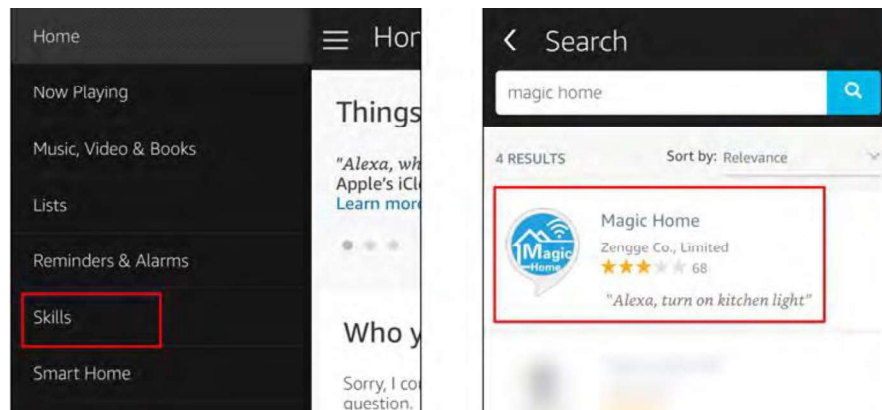 Home
Now Playing
Music, Video & Books
Lists
Reminders & Alarms
Skills
Smart Home
Hor
Things
"Alexa, wh
Apple's iCl
Learn more
Who y
Sorry, I co
question.
Search
magic home
4 RESULTS Sort by: Relevance
Magic Home
Magic Home
Zengge Co., Limited
68
"Alexa, turn on kitchen light"